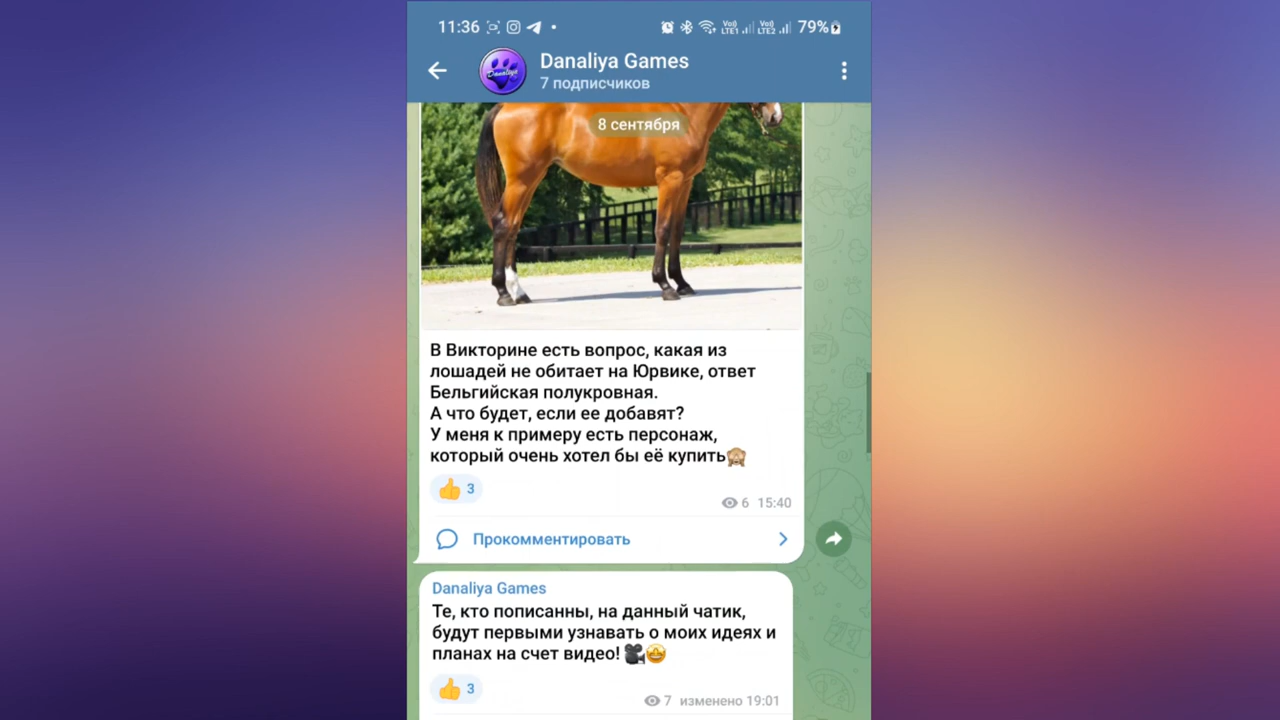 11:36
Vo) LTE1
Vo) LTE2
79%
Danaliya Games
7 подписчиков
Danaliya
8 сентября
В Викторине есть вопрос, какая из
лошадей не обитает на Юрвике, ответ
Бельгийская полукровная.
А что будет, если ее добавят?
У меня к примеру есть персонаж,
который очень хотел бы её купить🙈
👍 3
6 15:40
Прокомментировать
Danaliya Games
Те, кто пописанны, на данный чатик,
будут первыми узнавать о моих идеях и
планах на счет видео! 🎥🤩
👍 3
7 изменено 19:01